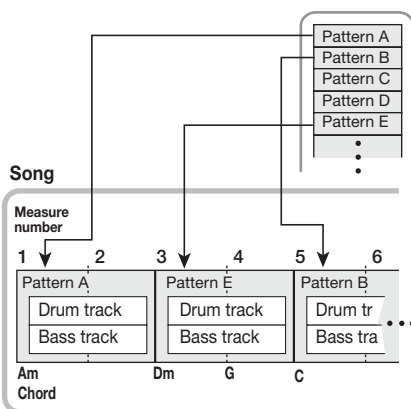 Pattern A
Pattern B
Pattern C
Pattern D
Pattern E
Song
Measure
number
1 2 3 4 5 6
Pattern A Pattern E Pattern B
Drum track Drum track Drum tr
Bass track Bass track Bass tra
Am Dm G C
Chord